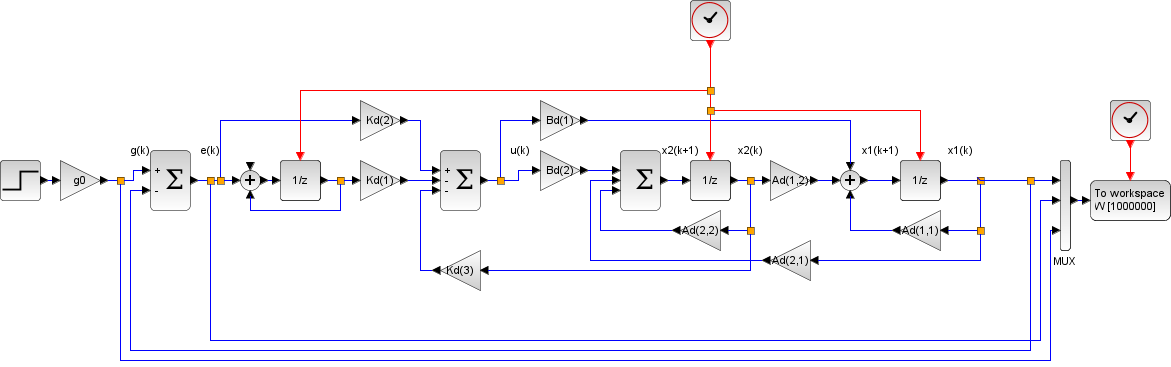 Kd(2)
Bd(1)
g(k)
e(k)
u(k)
x2(k+1)
x2(k)
x1(k+1)
x1(k)
g0
+
-
Σ
+
1/z
Kd(1)
+
-
-
Σ
Bd(2)
Σ
1/z
Ad(1,2)
+
1/z
To workspace
W [1000000]
Ad(2,2)
Ad(1,1)
Kd(3)
Ad(2,1)
MUX